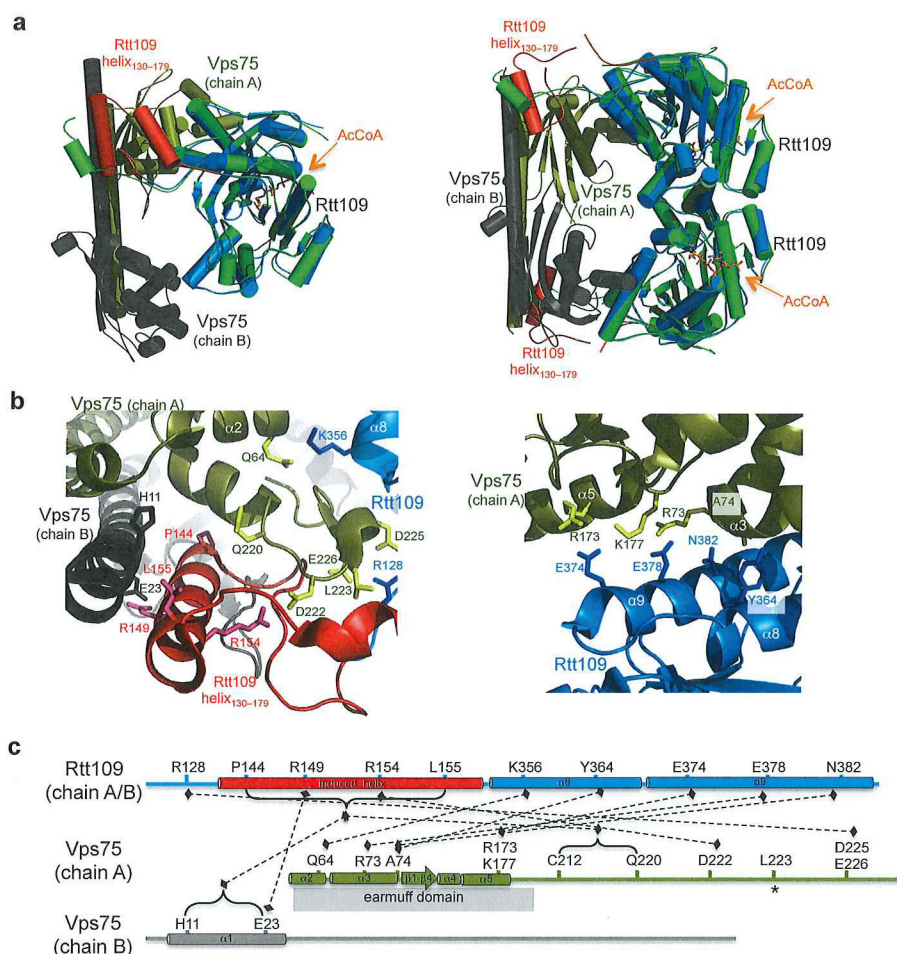 a
Rtt109
helix130–179
Vps75
(chain A)
AcCoA
Rtt109
Vps75
(chain B)
Rtt109
helix130–179
AcCoA
Rtt109
Vps75
(chain B)
Vps75
(chain A)
Rtt109
AcCoA
Rtt109
helix130–179
b
Vps75 (chain A)
α2
K356
α8
Q64
Rtt109
H11
Vps75
(chain B)
P144
Q220
D225
L155
E226
R128
E23
L223
D222
R149
R154
Rtt109
helix130–179
Vps75
(chain A)
α5
A74
R73
α3
R173
K177
N382
E374
E378
α9
Y364
α8
Rtt109
c
Rtt109
(chain A/B)
R128 P144 R149 R154 L155 K356 Y364 E374 E378 N382
induced helix α8 α9
Vps75
(chain A)
Q64 R73 A74 R173
K177 C212 Q220 D222 L223 D225
E226
α2 α3 β1-β4 α4 α5
*
earmuff domain
Vps75
(chain B)
H11 E23
α1